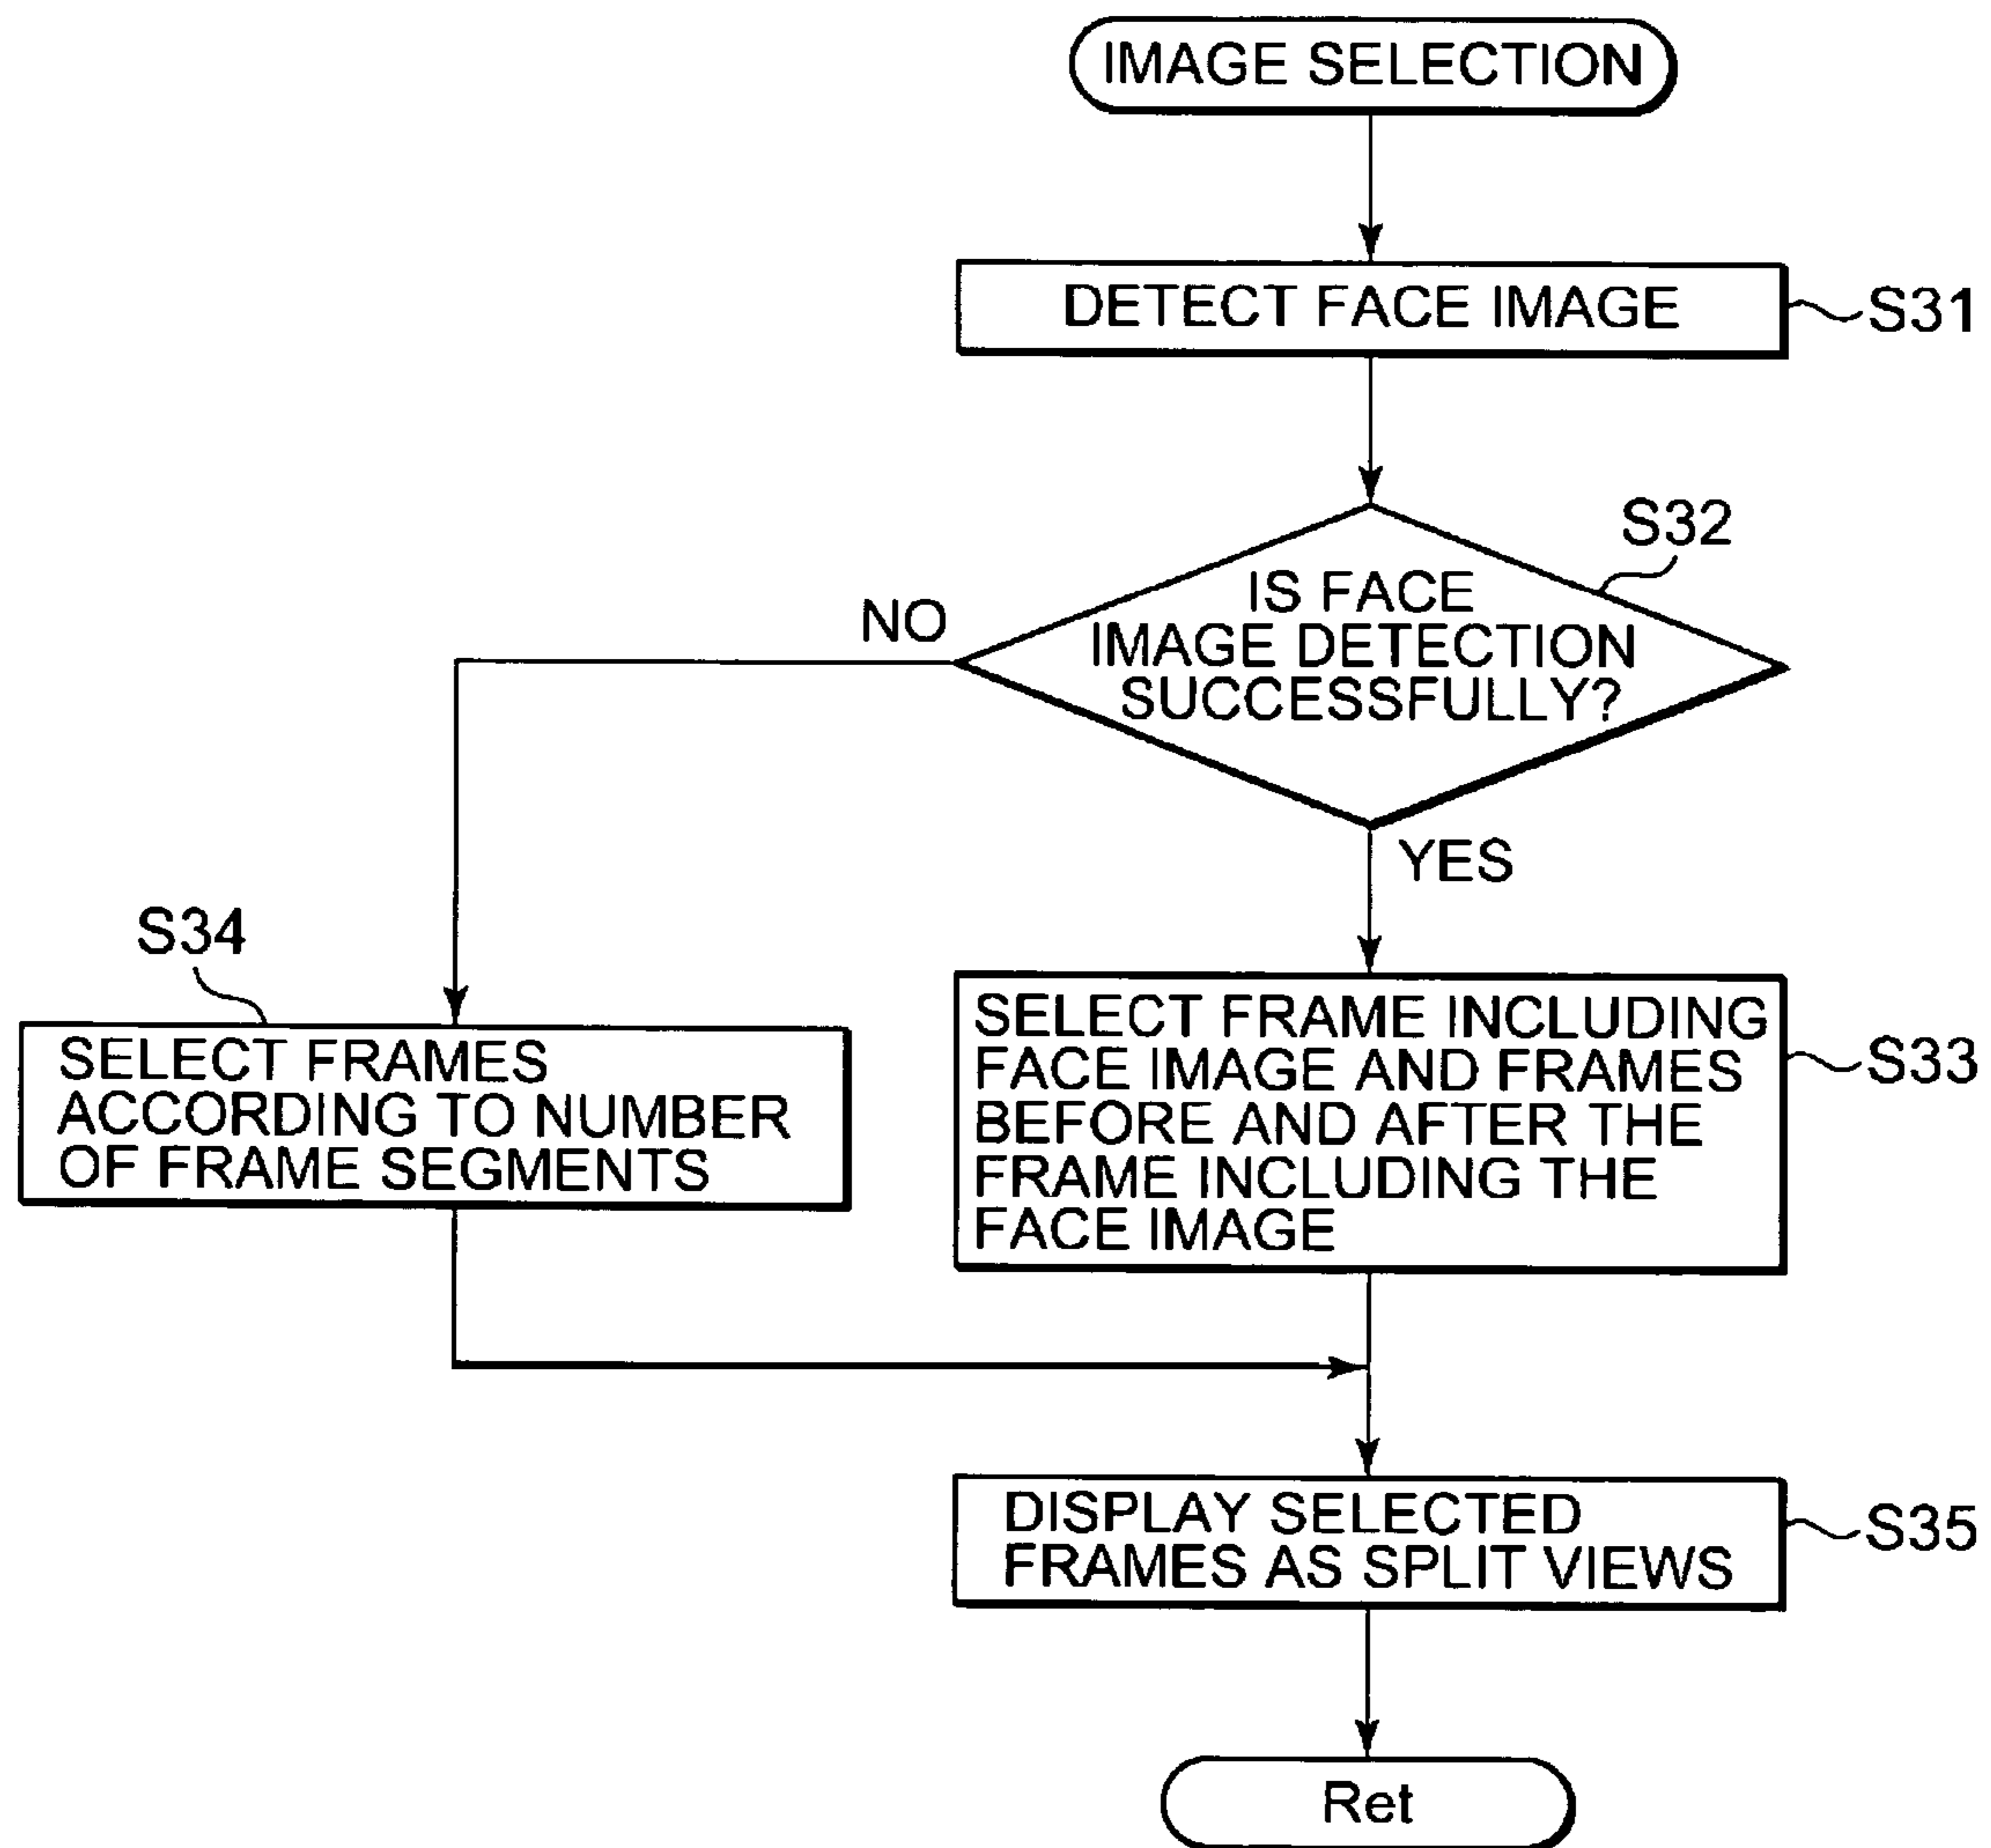 IMAGE SELECTION
DETECT FACE IMAGE
S31
S32
IS FACE
IMAGE DETECTION
SUCCESSFULLY?
NO
YES
S34
SELECT FRAMES
ACCORDING TO NUMBER
OF FRAME SEGMENTS
SELECT FRAME INCLUDING
FACE IMAGE AND FRAMES
BEFORE AND AFTER THE
FRAME INCLUDING THE
FACE IMAGE
S33
DISPLAY SELECTED
FRAMES AS SPLIT VIEWS
S35
Ret